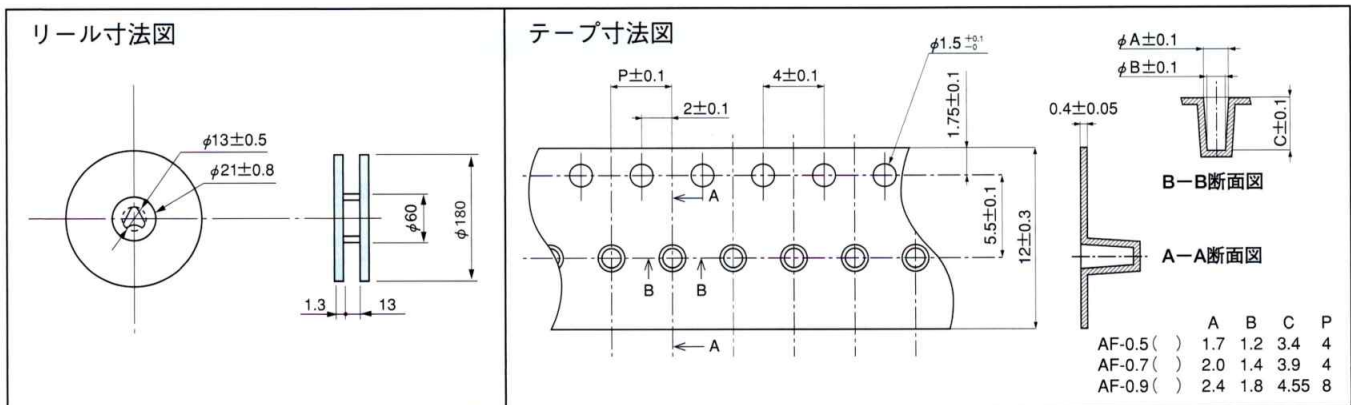 リール寸法図
φ13±0.5
φ21±0.8
φ60
φ180
1.3
13
テープ寸法図
P±0.1
2±0.1
4±0.1
φ1.5 +0.1 -0
1.75±0.1
5.5±0.1
12±0.3
A
A
B
B
0.4±0.05
φA±0.1
φB±0.1
C±0.1
B－B断面図
A－A断面図
A B C P
AF-0.5( ) 1.7 1.2 3.4 4
AF-0.7( ) 2.0 1.4 3.9 4
AF-0.9( ) 2.4 1.8 4.55 8